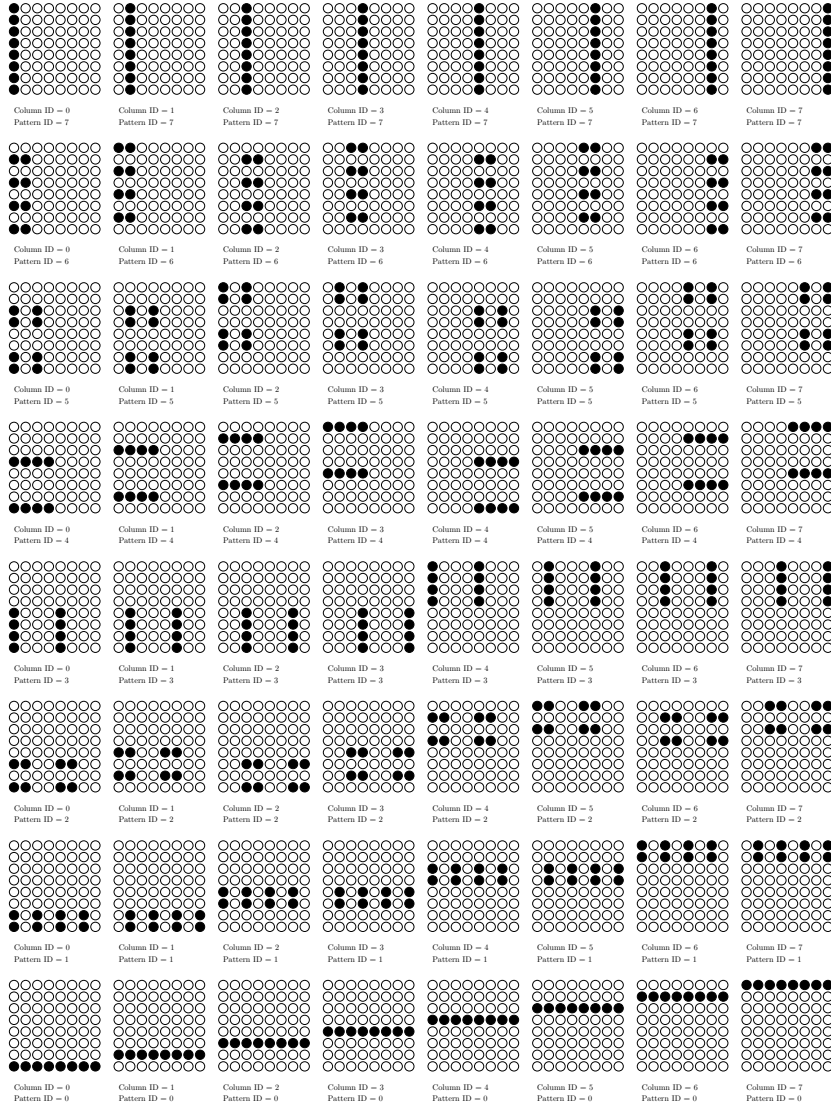 Column ID = 0 Column ID = 1 Column ID = 2 Column ID = 3 Column ID = 4 Column ID = 5 Column ID = 6 Column ID = 7
Pattern ID = 7 Pattern ID = 7 Pattern ID = 7 Pattern ID = 7 Pattern ID = 7 Pattern ID = 7 Pattern ID = 7 Pattern ID = 7
Column ID = 0 Column ID = 1 Column ID = 2 Column ID = 3 Column ID = 4 Column ID = 5 Column ID = 6 Column ID = 7
Pattern ID = 6 Pattern ID = 6 Pattern ID = 6 Pattern ID = 6 Pattern ID = 6 Pattern ID = 6 Pattern ID = 6 Pattern ID = 6
Column ID = 0 Column ID = 1 Column ID = 2 Column ID = 3 Column ID = 4 Column ID = 5 Column ID = 6 Column ID = 7
Pattern ID = 5 Pattern ID = 5 Pattern ID = 5 Pattern ID = 5 Pattern ID = 5 Pattern ID = 5 Pattern ID = 5 Pattern ID = 5
Column ID = 0 Column ID = 1 Column ID = 2 Column ID = 3 Column ID = 4 Column ID = 5 Column ID = 6 Column ID = 7
Pattern ID = 4 Pattern ID = 4 Pattern ID = 4 Pattern ID = 4 Pattern ID = 4 Pattern ID = 4 Pattern ID = 4 Pattern ID = 4
Column ID = 0 Column ID = 1 Column ID = 2 Column ID = 3 Column ID = 4 Column ID = 5 Column ID = 6 Column ID = 7
Pattern ID = 3 Pattern ID = 3 Pattern ID = 3 Pattern ID = 3 Pattern ID = 3 Pattern ID = 3 Pattern ID = 3 Pattern ID = 3
Column ID = 0 Column ID = 1 Column ID = 2 Column ID = 3 Column ID = 4 Column ID = 5 Column ID = 6 Column ID = 7
Pattern ID = 2 Pattern ID = 2 Pattern ID = 2 Pattern ID = 2 Pattern ID = 2 Pattern ID = 2 Pattern ID = 2 Pattern ID = 2
Column ID = 0 Column ID = 1 Column ID = 2 Column ID = 3 Column ID = 4 Column ID = 5 Column ID = 6 Column ID = 7
Pattern ID = 1 Pattern ID = 1 Pattern ID = 1 Pattern ID = 1 Pattern ID = 1 Pattern ID = 1 Pattern ID = 1 Pattern ID = 1
Column ID = 0 Column ID = 1 Column ID = 2 Column ID = 3 Column ID = 4 Column ID = 5 Column ID = 6 Column ID = 7
Pattern ID = 0 Pattern ID = 0 Pattern ID = 0 Pattern ID = 0 Pattern ID = 0 Pattern ID = 0 Pattern ID = 0 Pattern ID = 0